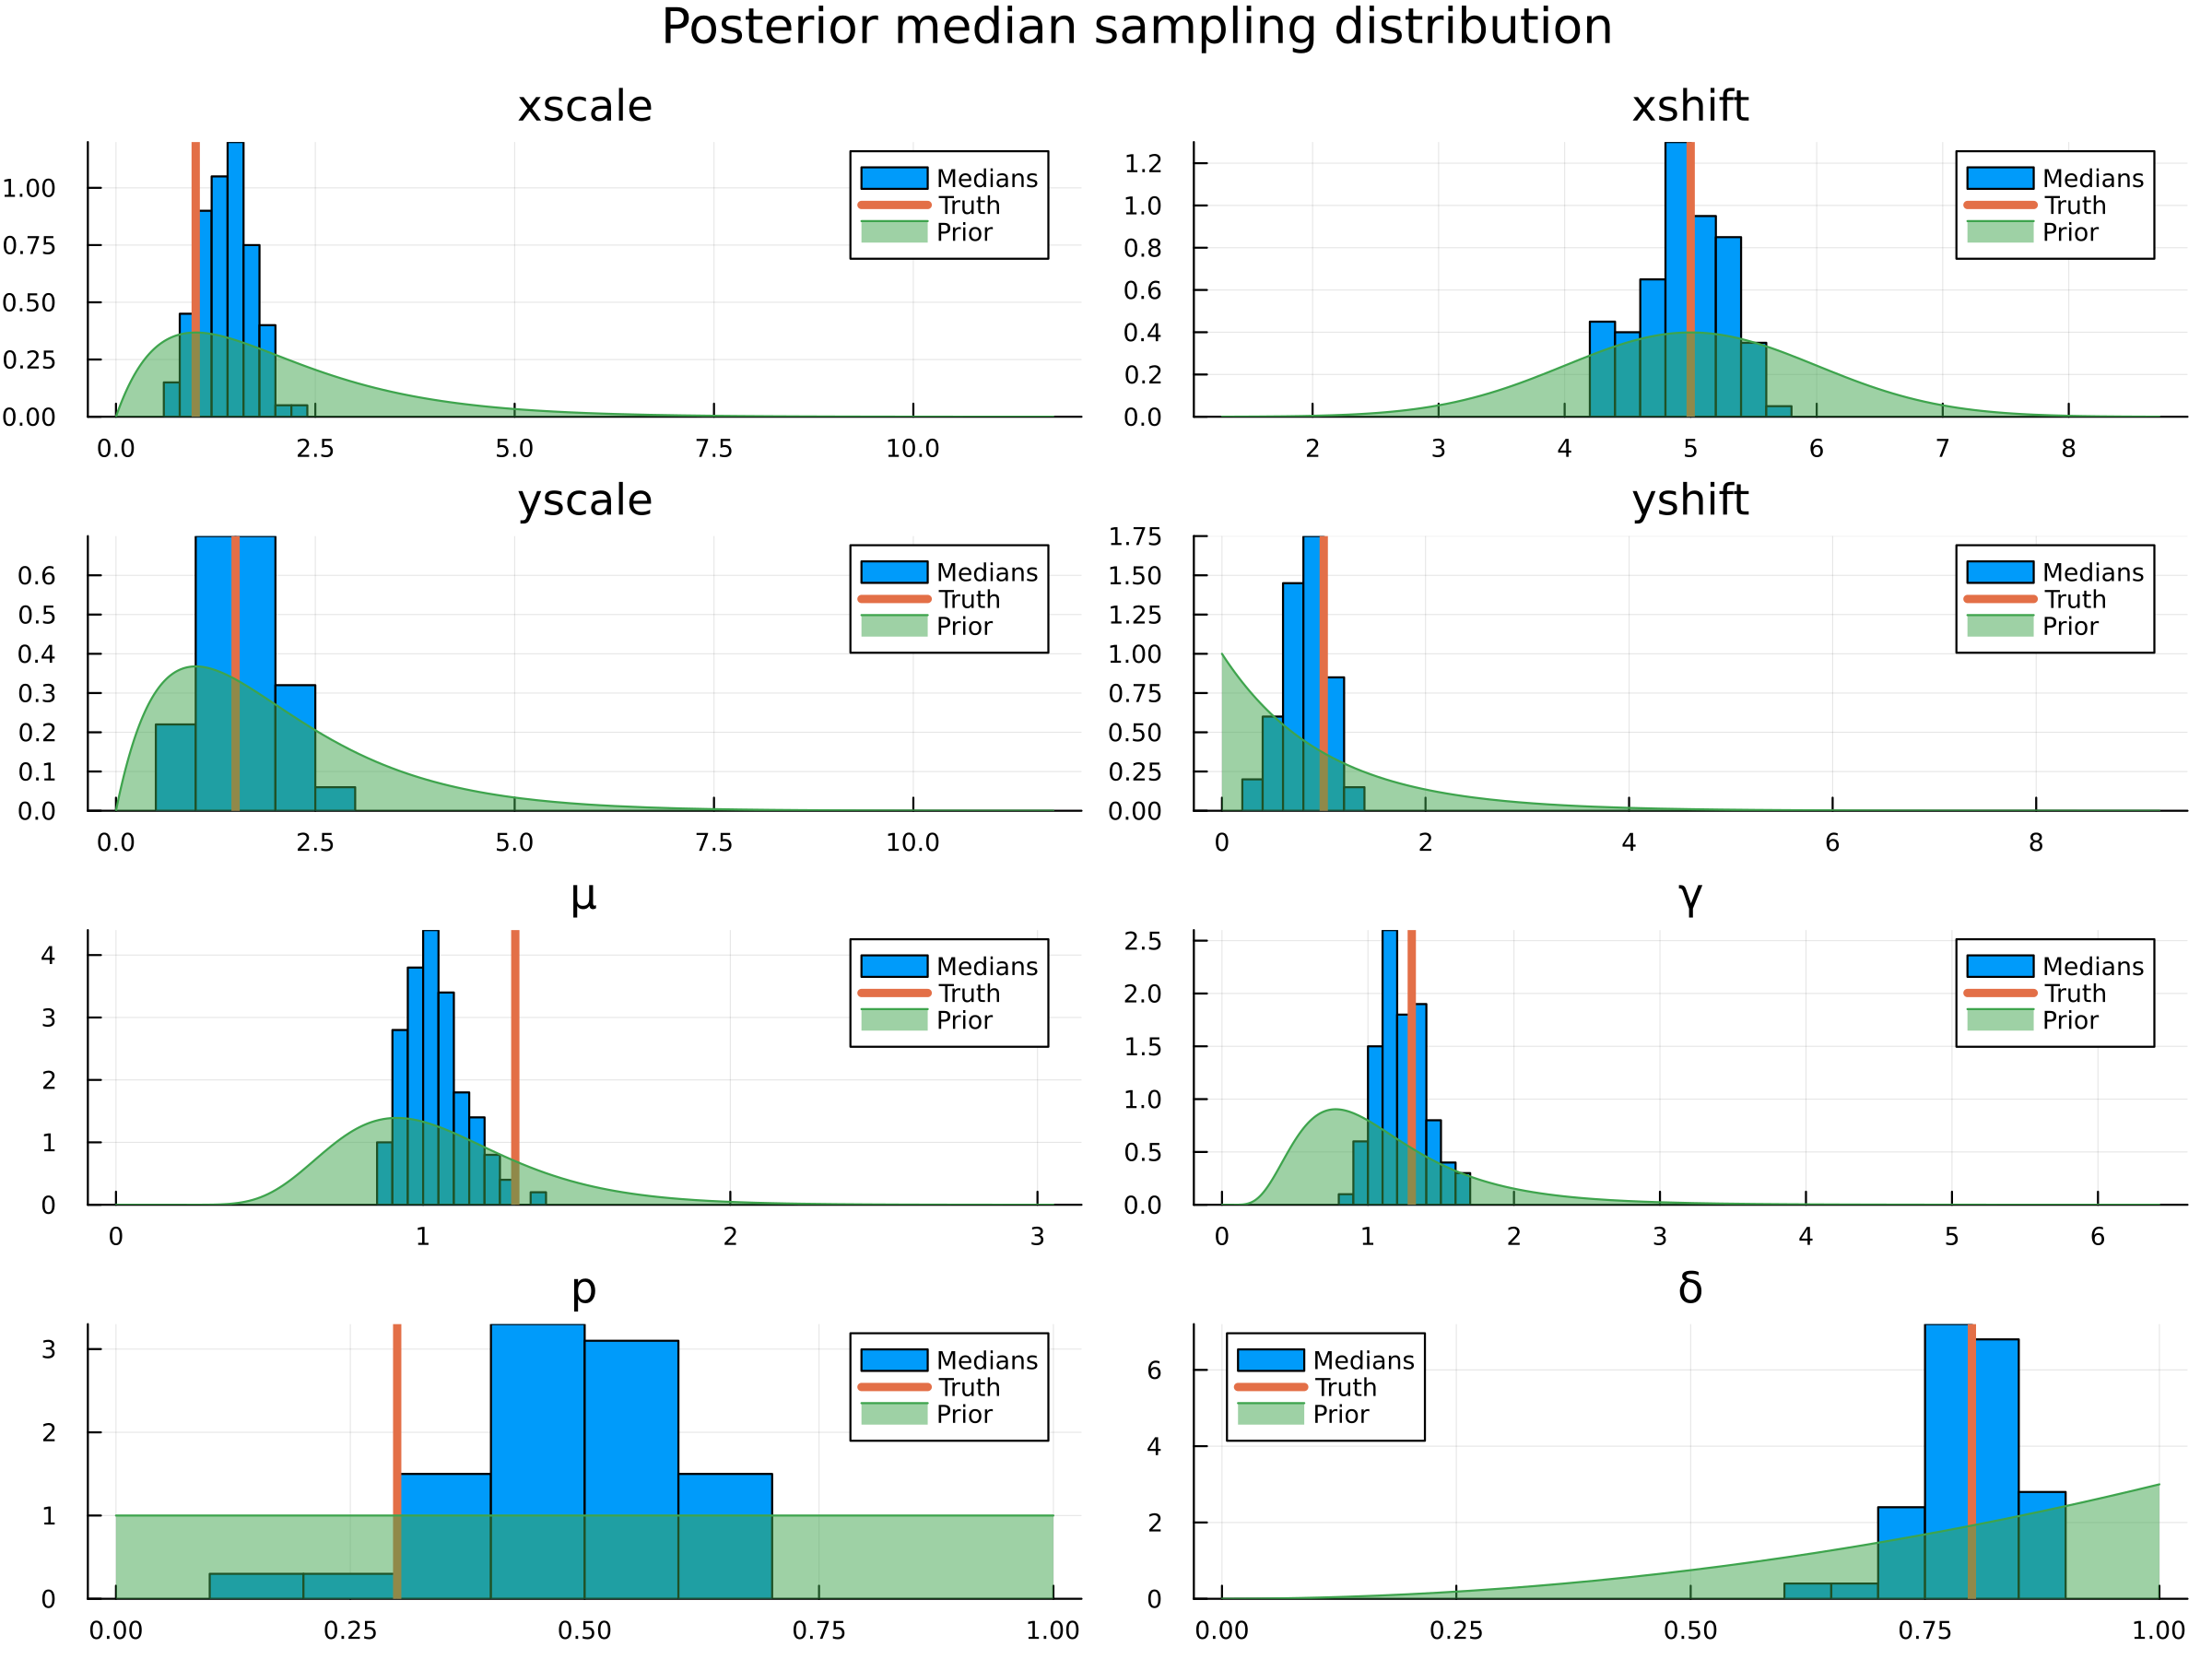 Posterior median sampling distribution
xscale
1.00
0.75
0.50
0.25
0.00
0.0 2.5 5.0 7.5 10.0
Medians
Truth
Prior
xshift
1.2
1.0
0.8
0.6
0.4
0.2
0.0
2 3 4 5 6 7 8
Medians
Truth
Prior
yscale
0.6
0.5
0.4
0.3
0.2
0.1
0.0
0.0 2.5 5.0 7.5 10.0
Medians
Truth
Prior
yshift
1.75
1.50
1.25
1.00
0.75
0.50
0.25
0.00
0 2 4 6 8
Medians
Truth
Prior
μ
4
3
2
1
0
0 1 2 3
Medians
Truth
Prior
γ
2.5
2.0
1.5
1.0
0.5
0.0
0 1 2 3 4 5 6
Medians
Truth
Prior
p
3
2
1
0
0.00 0.25 0.50 0.75 1.00
Medians
Truth
Prior
δ
6
4
2
0
0.00 0.25 0.50 0.75 1.00
Medians
Truth
Prior